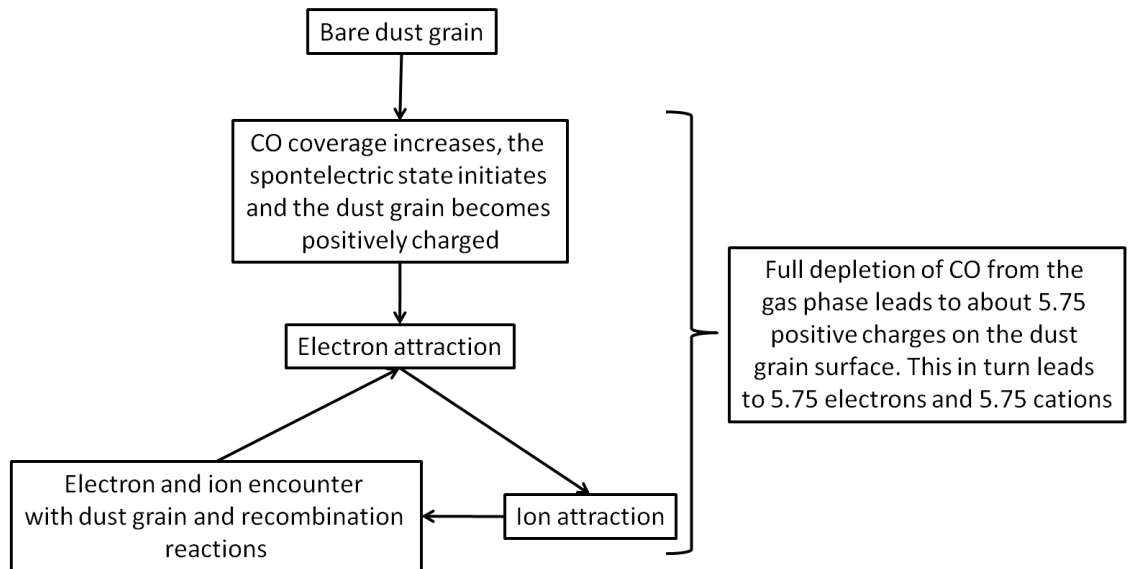 Bare dust grain
CO coverage increases, the
spontelectric state initiates
and the dust grain becomes
positively charged
Electron attraction
Ion attraction
Electron and ion encounter
with dust grain and recombination
reactions
Full depletion of CO from the
gas phase leads to about 5.75
positive charges on the dust
grain surface. This in turn leads
to 5.75 electrons and 5.75 cations